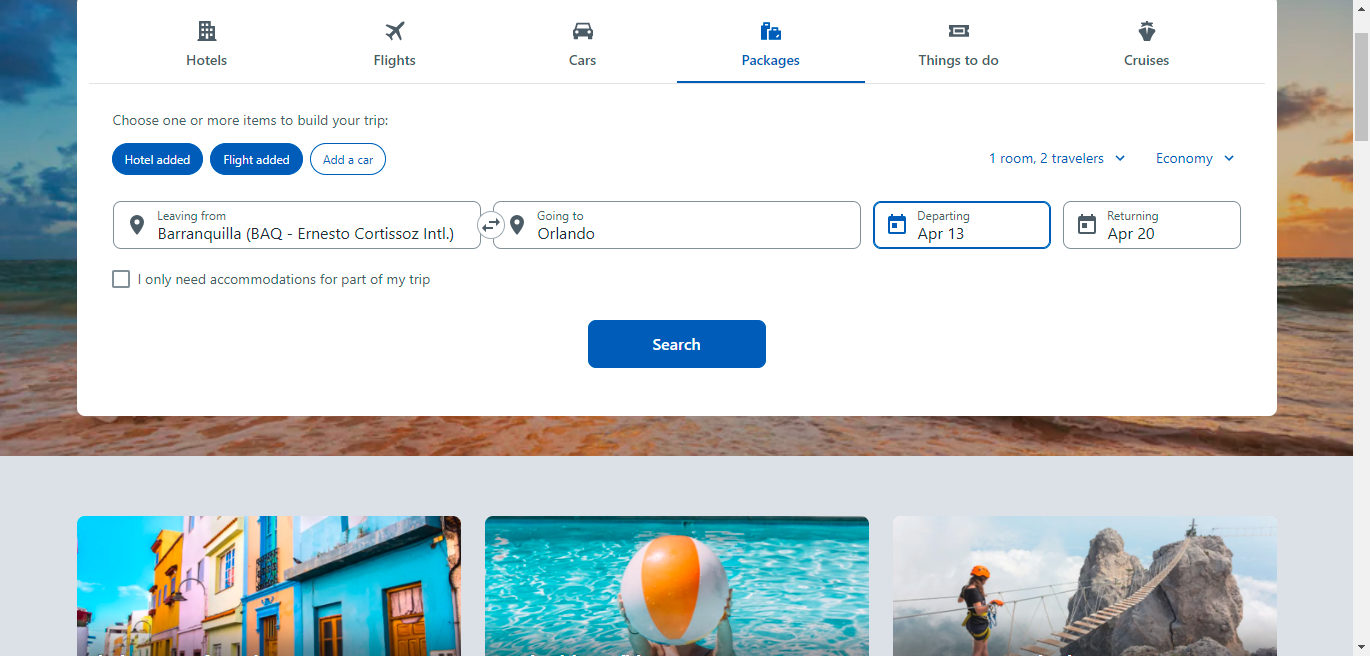 Hotels
Flights
Cars
Packages
Things to do
Cruises
Choose one or more items to build your trip:
Hotel added
Flight added
Add a car
1 room, 2 travelers
Economy
Leaving from
Barranquilla (BAQ - Ernesto Cortissoz Intl.)
Going to
Orlando
Departing
Apr 13
Returning
Apr 20
I only need accommodations for part of my trip
Search